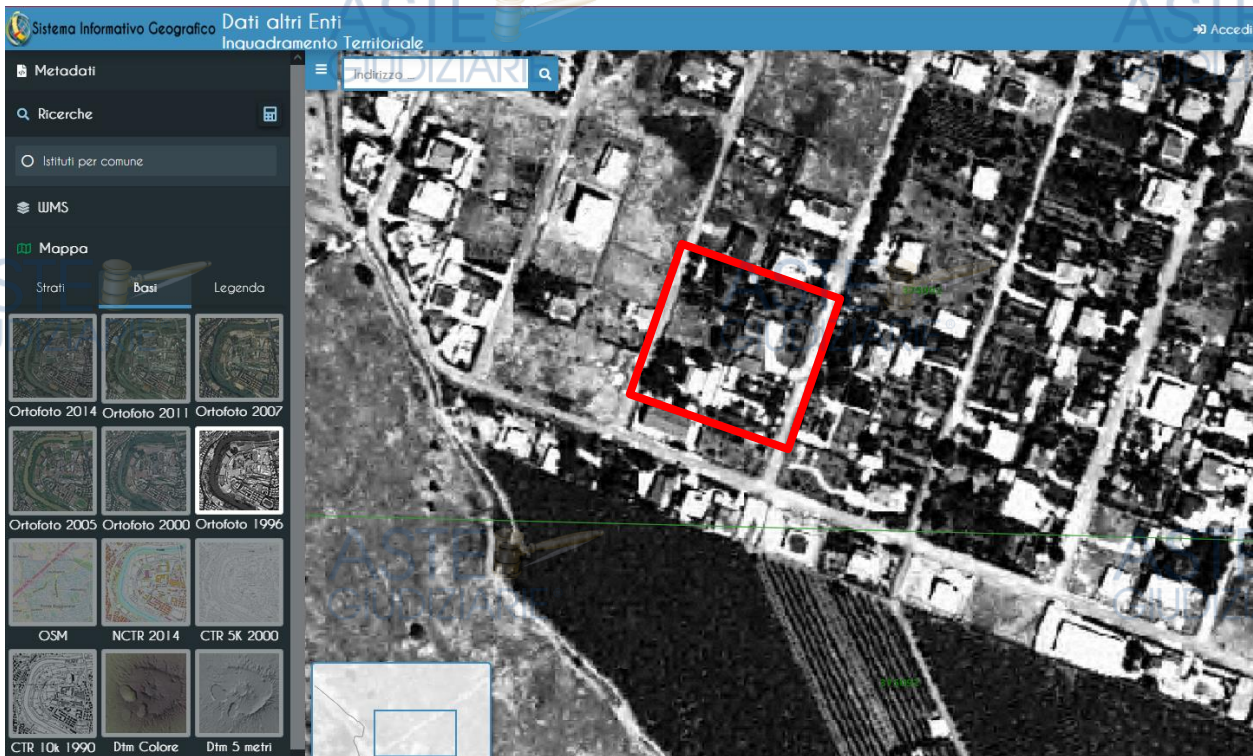 Sistema Informativo Geografico
Dati altri Enti
Inquadramento Territoriale
Accedi
Metadati
Indirizzo ...
Ricerche
Istituti per comune
WMS
Mappa
Strati Basi Legenda
Ortofoto 2014 Ortofoto 2011 Ortofoto 2007
Ortofoto 2005 Ortofoto 2000 Ortofoto 1996
OSM NCTR 2014 CTR 5K 2000
CTR 10k 1990 Dtm Colore Dtm 5 metri
ASTE
GIUDIZIARIE